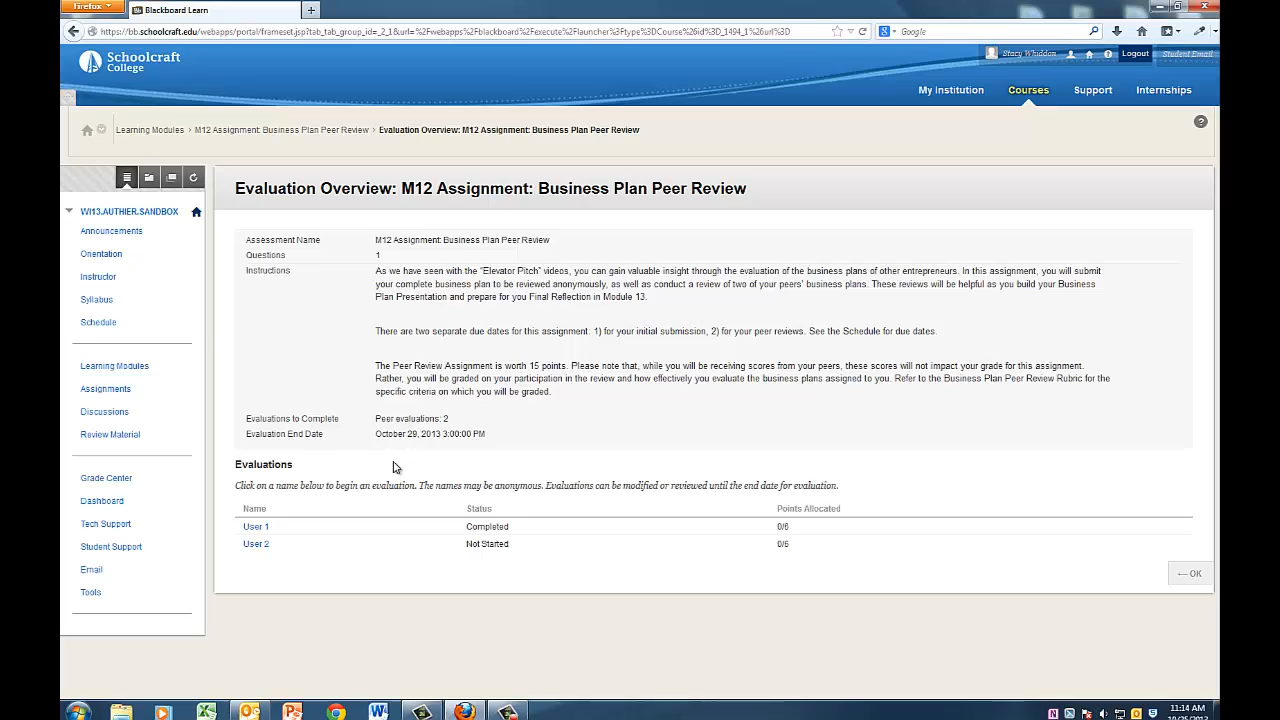 Firefox
Blackboard Learn
https://bb.schoolcraft.edu/webapps/portal/frameset.jsp?tab_tab_group_id=_2_1&url=%2Fwebapps%2Fblackboard%2Fexecute%2Flauncher%3Ftype%3DCourse%26id%3D_1494_1%26url%3D
Google
Schoolcraft
College
Stacy Whiddon
Logout
Student Email
My Institution
Courses
Support
Internships
Learning Modules > M12 Assignment: Business Plan Peer Review > Evaluation Overview: M12 Assignment: Business Plan Peer Review
WI13.AUTHIER.SANDBOX
Announcements
Orientation
Instructor
Syllabus
Schedule
Learning Modules
Assignments
Discussions
Review Material
Grade Center
Dashboard
Tech Support
Student Support
Email
Tools
Evaluation Overview: M12 Assignment: Business Plan Peer Review
Assessment Name M12 Assignment: Business Plan Peer Review
Questions 1
Instructions As we have seen with the "Elevator Pitch" videos, you can gain valuable insight through the evaluation of the business plans of other entrepreneurs. In this assignment, you will submit
your complete business plan to be reviewed anonymously, as well as conduct a review of two of your peers' business plans. These reviews will be helpful as you build your Business
Plan Presentation and prepare for you Final Reflection in Module 13.
There are two separate due dates for this assignment: 1) for your initial submission, 2) for your peer reviews. See the Schedule for due dates.
The Peer Review Assignment is worth 15 points. Please note that, while you will be receiving scores from your peers, these scores will not impact your grade for this assignment.
Rather, you will be graded on your participation in the review and how effectively you evaluate the business plans assigned to you. Refer to the Business Plan Peer Review Rubric for the
specific criteria on which you will be graded.
Evaluations to Complete Peer evaluations: 2
Evaluation End Date October 29, 2013 3:00:00 PM
Evaluations
Click on a name below to begin an evaluation. The names may be anonymous. Evaluations can be modified or reviewed until the end date for evaluation.
Name Status Points Allocated
User 1 Completed 0/6
User 2 Not Started 0/6
OK
11:14 AM